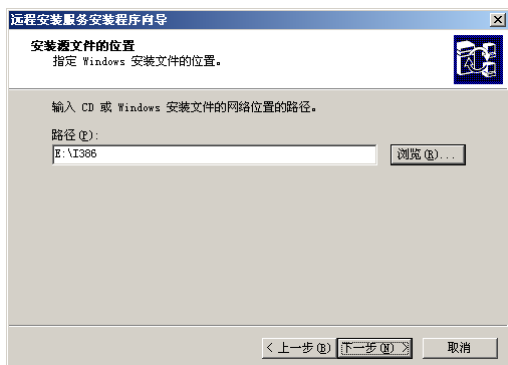 远程安装服务安装程序向导
安装源文件的位置
指定 Windows 安装文件的位置。
输入 CD 或 Windows 安装文件的网络位置的路径。
路径(P):
E:\I386
浏览(R)...
< 上一步(B) 下一步(N) > 取消